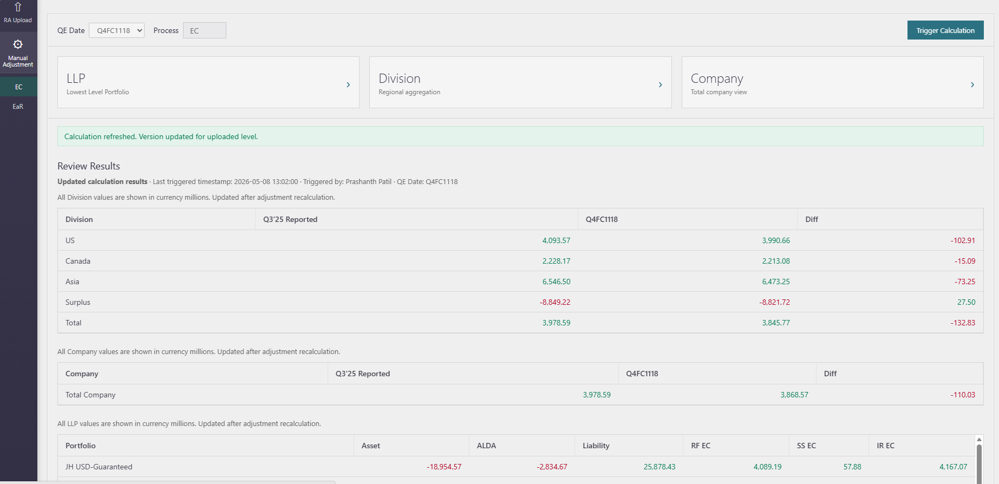 RA Upload
Manual
Adjustment
EC
EaR
QE Date Q4FC1118 Process EC Trigger Calculation
LLP
Lowest Level Portfolio
Division
Regional aggregation
Company
Total company view
Calculation refreshed. Version updated for uploaded level.
Review Results
Updated calculation results · Last triggered timestamp: 2026-05-08 13:02:00 · Triggered by: Prashanth Patil · QE Date: Q4FC1118
All Division values are shown in currency millions. Updated after adjustment recalculation.
Division Q3'25 Reported Q4FC1118 Diff
US 4,093.57 3,990.66 -102.91
Canada 2,228.17 2,213.08 -15.09
Asia 6,546.50 6,473.25 -73.25
Surplus -8,849.22 -8,821.72 27.50
Total 3,978.59 3,845.77 -132.83
All Company values are shown in currency millions. Updated after adjustment recalculation.
Company Q3'25 Reported Q4FC1118 Diff
Total Company 3,978.59 3,868.57 -110.03
All LLP values are shown in currency millions. Updated after adjustment recalculation.
Portfolio Asset ALDA Liability RF EC SS EC IR EC
JH USD-Guaranteed -18,954.57 -2,834.67 25,878.43 4,089.19 57.88 4,167.07